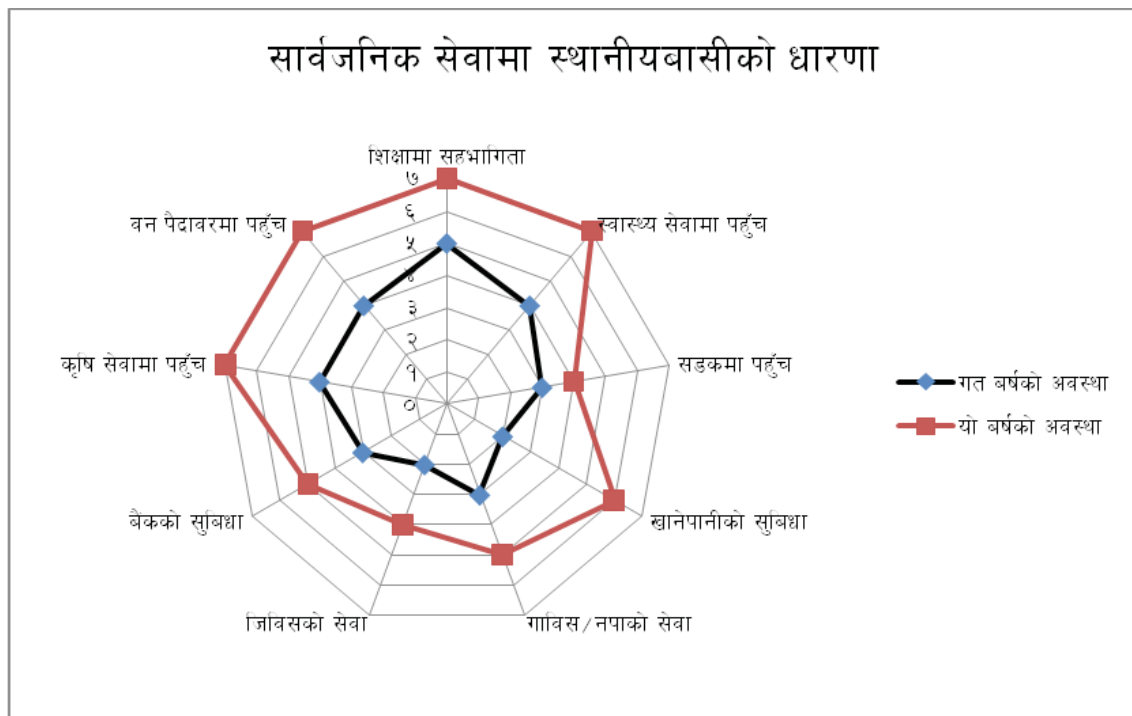 सार्वजनिक सेवामा स्थानीयबासीको धारणा
शिक्षामा सहभागिता
७
वन पैदावरमा पहुँच
स्वास्थ्य सेवामा पहुँच
६
५
४
३
कृषि सेवामा पहुँच
सडकमा पहुँच
२
१
०
गत बर्षको अवस्था
यो बर्षको अवस्था
बैंकको सुबिधा
खानेपानीको सुबिधा
जिविसको सेवा
गाविस/नपाको सेवा